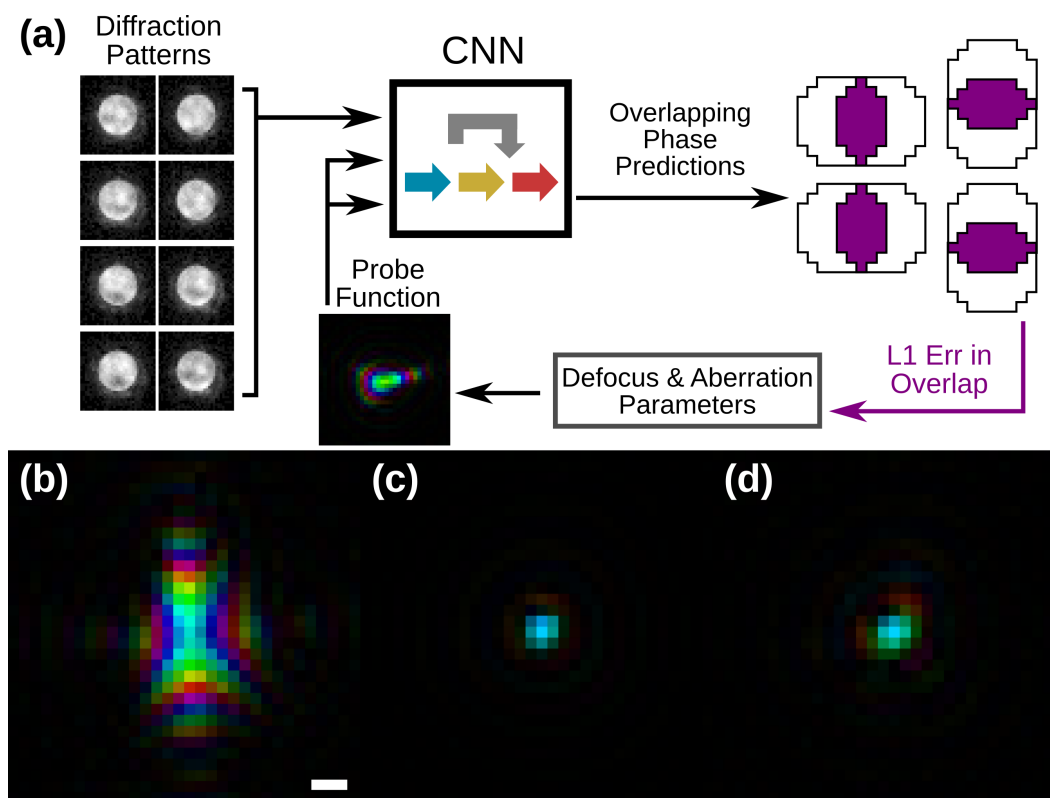 (a)
Diffraction
Patterns
CNN
Overlapping
Phase
Predictions
Probe
Function
Defocus & Aberration
Parameters
L1 Err in
Overlap
(b)
(c)
(d)